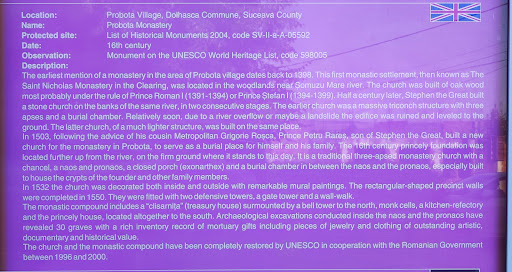 Location: Probota Village, Dolhasca Commune, Suceava County
Name: Probota Monastery
Protected site: List of Historical Monuments 2004, code SV-II-a-A-05592
Date: 16th century
Observation: Monument on the UNESCO World Heritage List, code 598005
Description:
The earliest mention of a monastery in the area of Probota village dates back to 1398. This first monastic settlement, then known as The
Saint Nicholas Monastery in the Clearing, was located in the woodlands near Somuzu Mare river. The church was built of oak wood
most probably under the rule of Prince Roman I (1391-1394) or Prince Ştefan I (1394-1399). Half a century later, Stephen the Great built
a stone church on the banks of the same river, in two consecutive stages. The earlier church was a massive triconch structure with three
apses and a burial chamber. Relatively soon, due to a river overflow or maybe a landslide the edifice was ruined and leveled to the
ground. The latter church, of a much lighter structure, was built on the same place.
In 1503, following the advice of his cousin Metropolitan Grigorie Roşca, Prince Petru Rareş, son of Stephen the Great, built a new
church for the monastery in Probota, to serve as a burial place for himself and his family. The 16th century princely foundation was
located further up from the river, on the firm ground where it stands to this day. It is a traditional three-apsed monastery church with a
chancel, a naos and pronaos, a closed porch (exonarthex) and a burial chamber in between the naos and the pronaos, especially built
to house the crypts of the founder and other family members.
In 1532 the church was decorated both inside and outside with remarkable mural paintings. The rectangular-shaped precinct walls
were completed in 1550. They were fitted with two defensive towers, a gate tower and a wall-walk.
The monastic compound includes a "clisarniţa" (treasury house) surmounted by a bell tower to the north, monk cells, a kitchen-refectory
and the princely house, located altogether to the south. Archaeological excavations conducted inside the naos and the pronaos have
revealed 30 graves with a rich inventory record of mortuary gifts including pieces of jewelry and clothing of outstanding artistic,
documentary and historical value.
The church and the monastic compound have been completely restored by UNESCO in cooperation with the Romanian Government
between 1996 and 2000.